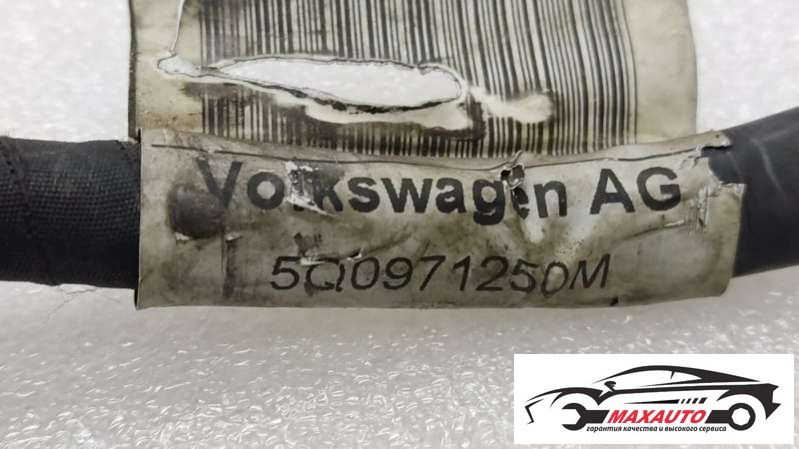 Volkswagen AG
5Q0971250M
MAXAUTO
гарантия качества и высокого сервиса